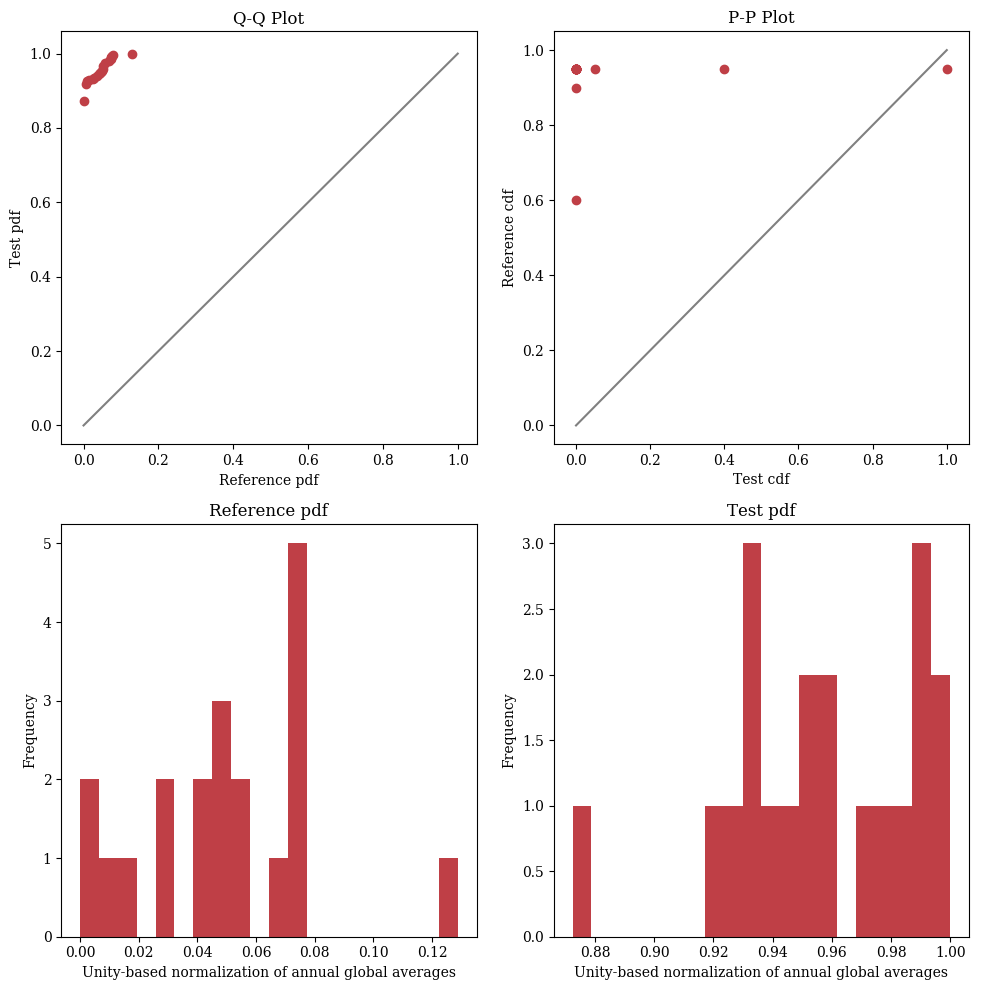 Q-Q Plot
Test pdf
1.0
0.8
0.6
0.4
0.2
0.0
0.0 0.2 0.4 0.6 0.8 1.0
Reference pdf
P-P Plot
Reference cdf
1.0
0.8
0.6
0.4
0.2
0.0
0.0 0.2 0.4 0.6 0.8 1.0
Test cdf
Reference pdf
Frequency
5
4
3
2
1
0
0.00 0.02 0.04 0.06 0.08 0.10 0.12
Unity-based normalization of annual global averages
Test pdf
Frequency
3.0
2.5
2.0
1.5
1.0
0.5
0.0
0.88 0.90 0.92 0.94 0.96 0.98 1.00
Unity-based normalization of annual global averages